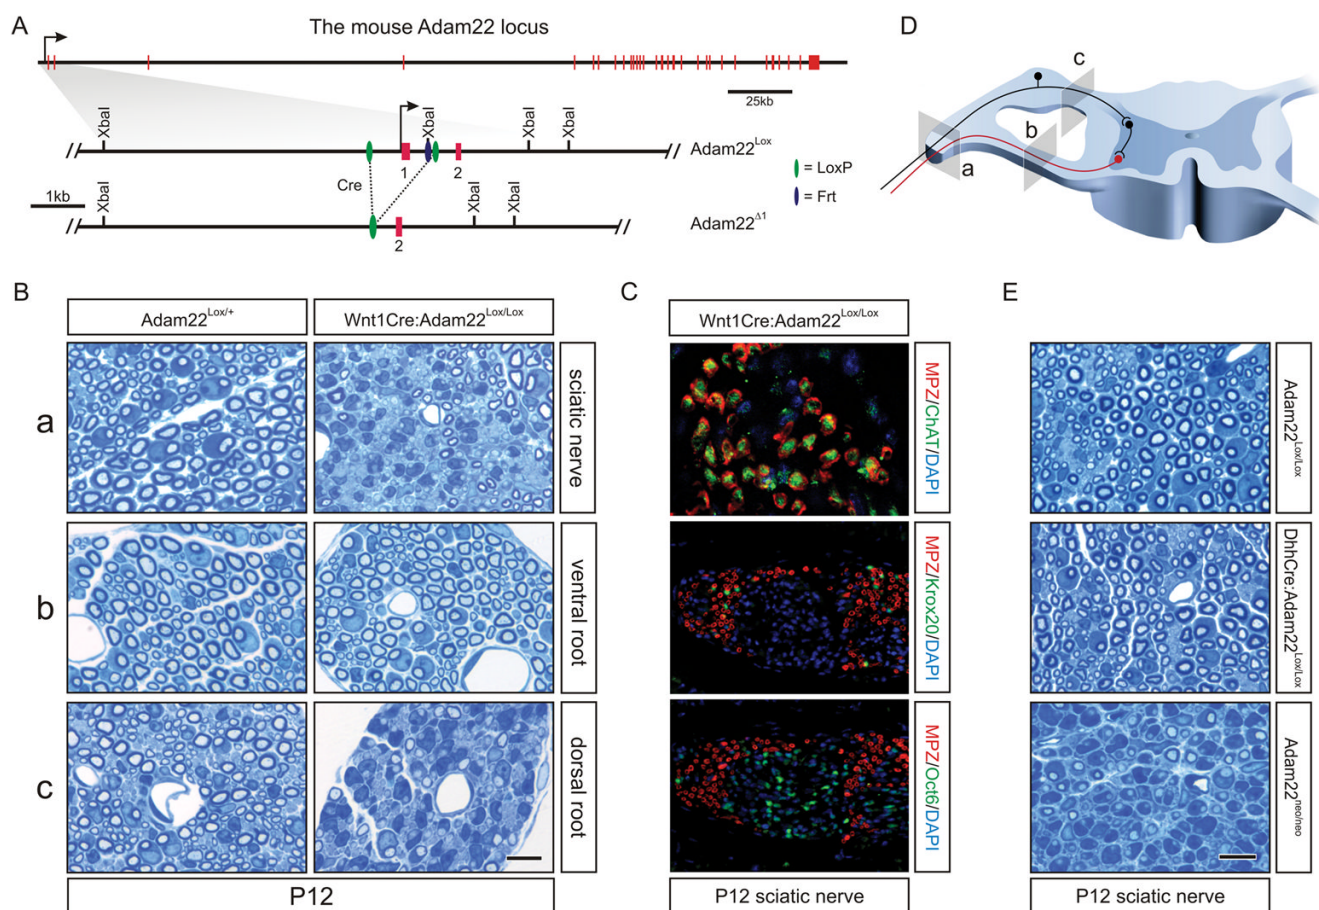 A
The mouse Adam22 locus
25kb
XbaI
XbaI
XbaI
XbaI
1
2
Adam22Lox
Cre
= LoxP
= Frt
1kb
XbaI
XbaI
XbaI
2
Adam22Δ1
D
a
b
c
B
Adam22Lox/+
Wnt1Cre:Adam22Lox/Lox
a
sciatic nerve
b
ventral root
c
dorsal root
P12
C
Wnt1Cre:Adam22Lox/Lox
MPZ/ChAT/DAPI
MPZ/Krox20/DAPI
MPZ/Oct6/DAPI
P12 sciatic nerve
E
Adam22Lox/Lox
DhhCre:Adam22Lox/Lox
Adam22neo/neo
P12 sciatic nerve